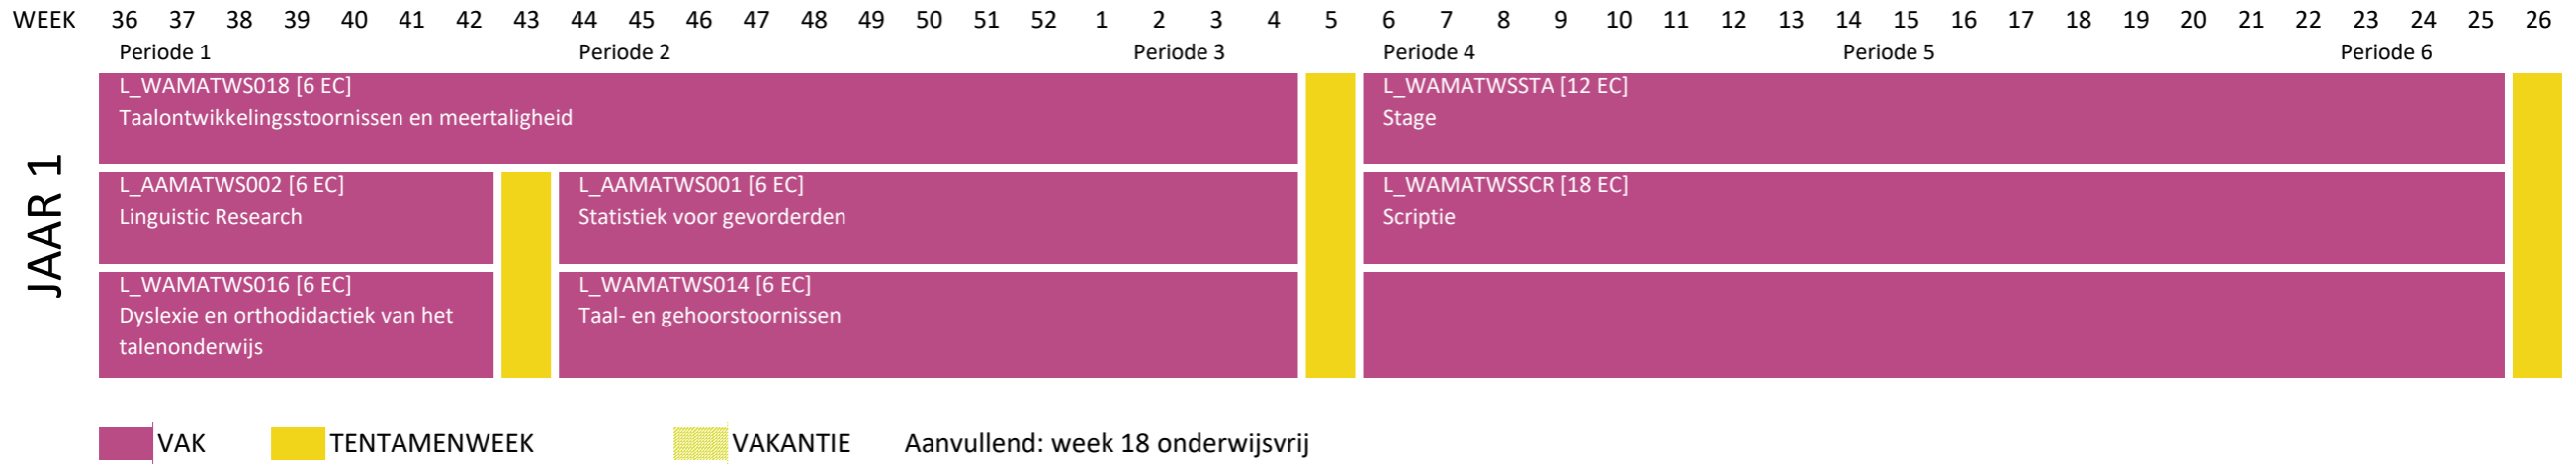 WEEK 36 37 38 39 40 41 42 43 44 45 46 47 48 49 50 51 52 1 2 3 4 5 6 7 8 9 10 11 12 13 14 15 16 17 18 19 20 21 22 23 24 25 26
Periode 1 Periode 2 Periode 3 Periode 4 Periode 5 Periode 6
JAAR 1
L_WAMATWS018 [6 EC]
Taalontwikkelingsstoornissen en meertaligheid
L_WAMATWSSTA [12 EC]
Stage
L_AAMATWS002 [6 EC]
Linguistic Research
L_AAMATWS001 [6 EC]
Statistiek voor gevorderden
L_WAMATWSSCR [18 EC]
Scriptie
L_WAMATWS016 [6 EC]
Dyslexie en orthodidactiek van het
talenonderwijs
L_WAMATWS014 [6 EC]
Taal- en gehoorstoornissen
VAK TENTAMENWEEK VAKANTIE Aanvullend: week 18 onderwijsvrij